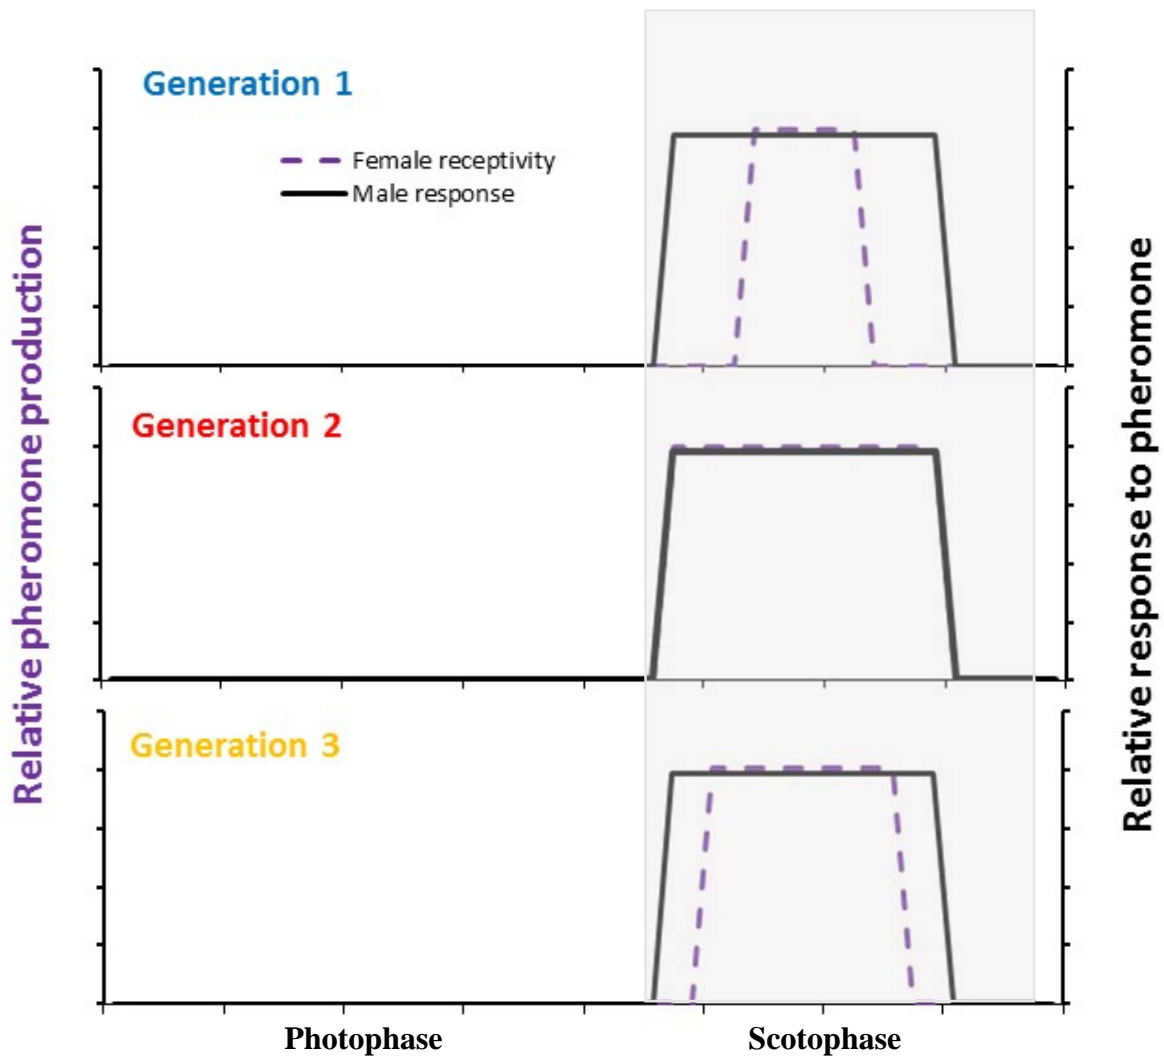 Generation 1
Female receptivity
Male response
Generation 2
Generation 3
Relative pheromone production
Relative response to pheromone
Photophase
Scotophase